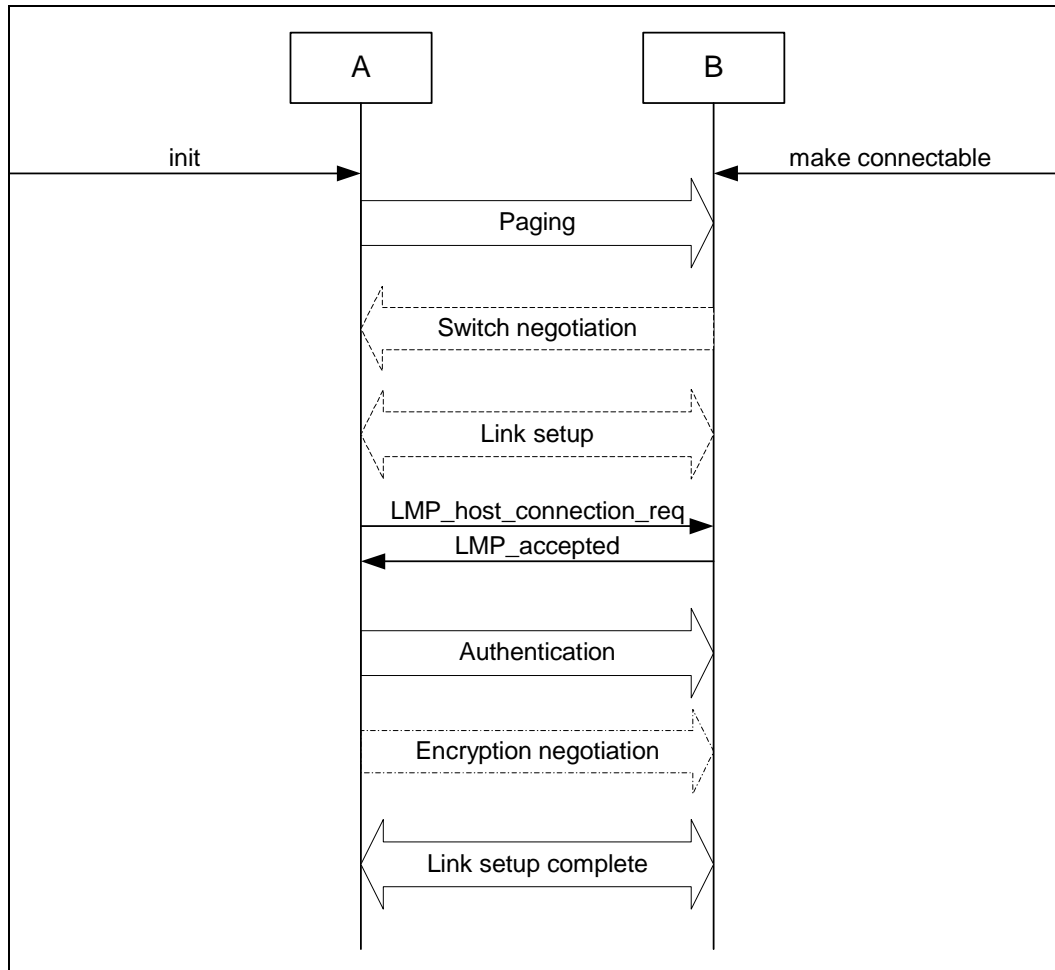 A
B
init
make connectable
Paging
Switch negotiation
Link setup
LMP_host_connection_req
LMP_accepted
Authentication
Encryption negotiation
Link setup complete